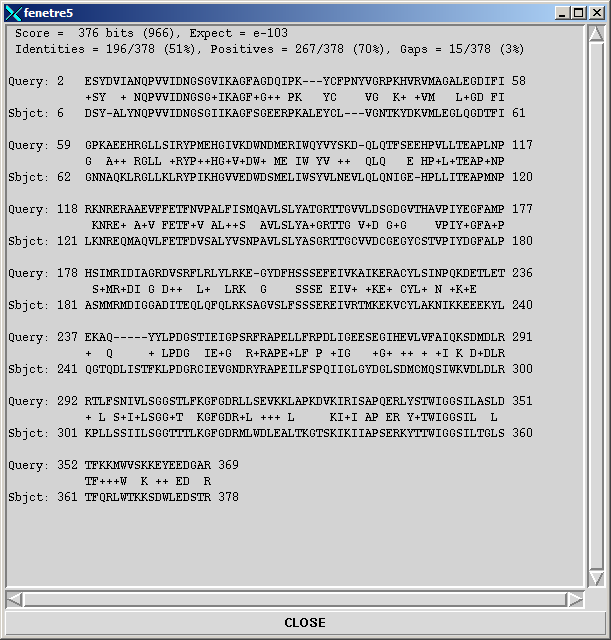 fenetre5
Score =  376 bits (966), Expect = e-103
Identities = 196/378 (51%), Positives = 267/378 (70%), Gaps = 15/378 (3%)
Query: 2   ESYDVIANQPVVIDNGSGVIKAGFAGDQIPK---YCFPNYVGRPKHVRVMAGALEGDIFI 58
           +SY  + NQPVVIDNGSG+IKAGF+G++ PK   YC   VG  K+ +VM   L+GD FI
Sbjct: 6   DSY-ALYNQPVVIDNGSGIIKAGFSGEERPKALEYCL---VGNTKYDKVMLEGLQGDTFI 61
Query: 59  GPKAEEHRGLLSIRYPMEHGIVKDWNDMERIWQYVYSKD-QLQTFSEEHPVLLTEAPLNP 117
           G  A++ RGLL +RYP++HG+V+DW+ ME IW YV ++  QLQ   E HP+L+TEAP+NP
Sbjct: 62  GNNAQKLRGLLKLRYPIKHGVVEDWDSMELIWSYVLNEVLQLQNIGE-HPLLITEAPMNP 120
Query: 118 RKNRERAAEVFFETFNVPALFISMQAVLSLYATGRTTGVVLDSGDGVTHAVPIYEGFAMP 177
            KNRE+ A+V FETF+V AL++S  AVLSLYA+GRTTG V+D G+G    VPIY+GFA+P
Sbjct: 121 LKNREQMAQVLFETFDVSALYVSNPAVLSLYASGRTTGCVVDCGEGYCSTVPIYDGFALP 180
Query: 178 HSIMRIDIAGRDVSRFLRLYLRKE-GYDFHSSSEFEIVKAIKERACYLSINPQKDETLET 236
            S+MR+DI G D++  L+  LRK  G   SSSE EIV+ ++KE+ CYL+ N +K+E
Sbjct: 181 ASMMRMDIGGADITEQLQFQLRKSAGVSLFSSSEREIVRTMKEKVCYLAKNIKKEEEKYL 240
Query: 237 EKAQ-----YYLPDGSTIEIGPSRFRAPELLFRPDLIGEESEGIHEVLVFAIQKSDMDLR 291
           +  Q      + LPDG  IE+G  R+RAPE+LF P +IG   +G+ ++ + +I K D+DLR
Sbjct: 241 QGTQDLISTFKLPDGRCIEVGNDRYRAPEILFSPQIIGLGYDGLSDMCMQSIWKVDLDLR 300
Query: 292 RTLFSNIVLSGGSTLFKGFGDRLLSEVKKLAPKDVKIRISAPQERLYSTWIGGSILASLD 351
           + L S+I+LSGG+T  KGFGDR+L +++ L     KI+I AP ER Y+TWIGGSIL  L
Sbjct: 301 KPLLSSIILSGGTTTLKGFGDRMLWDLEALTKGTSKIKIIAPSERKYTTWIGGSILTGLS 360
Query: 352 TFKKMWVSKKEYEEDGAR 369
           TF+++W  K ++ ED  R
Sbjct: 361 TFQRLWTKKSDWLEDSTR 378
CLOSE